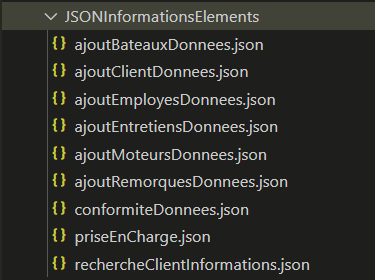 JSONInformationsElements
{} ajoutBateauxDonnees.json
{} ajoutClientDonnees.json
{} ajoutEmployesDonnees.json
{} ajoutEntretiensDonnees.json
{} ajoutMoteursDonnees.json
{} ajoutRemorquesDonnees.json
{} conformiteDonnees.json
{} priseEnCharge.json
{} rechercheClientInformations.json